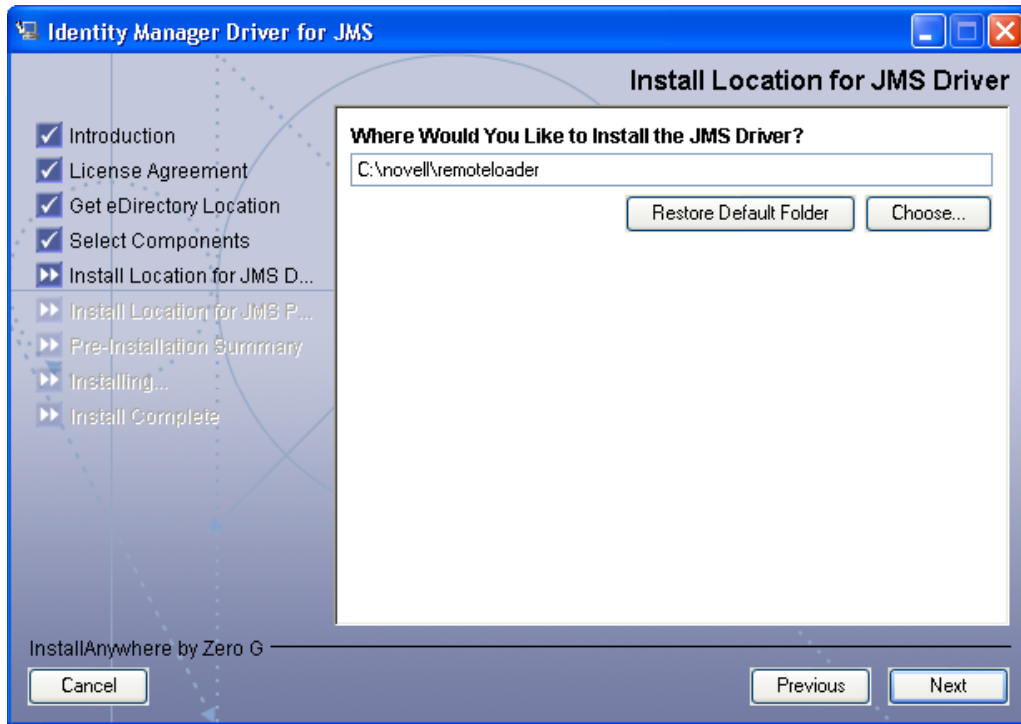 Identity Manager Driver for JMS
Install Location for JMS Driver
Introduction
License Agreement
Get eDirectory Location
Select Components
Install Location for JMS D...
Install Location for JMS P...
Pre-Installation Summary
Installing...
Install Complete
Where Would You Like to Install the JMS Driver?
C:\novell\remoteloader
Restore Default Folder
Choose...
InstallAnywhere by Zero G
Cancel
Previous
Next